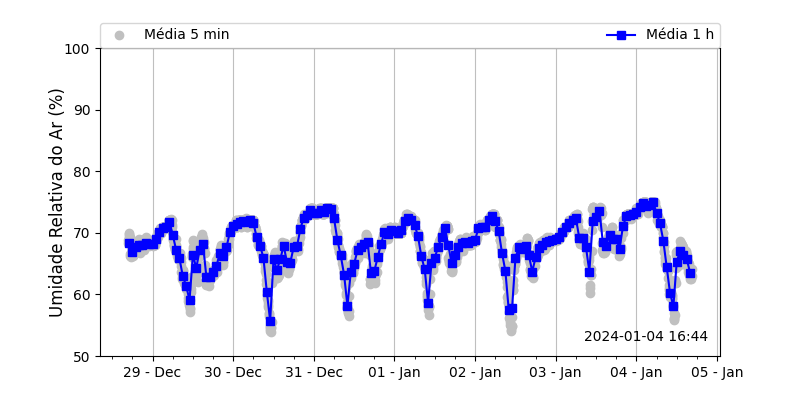 Média 5 min
Média 1 h
Umidade Relativa do Ar (%)
100
90
80
70
60
50
2024-01-04 16:44
29 - Dec
30 - Dec
31 - Dec
01 - Jan
02 - Jan
03 - Jan
04 - Jan
05 - Jan